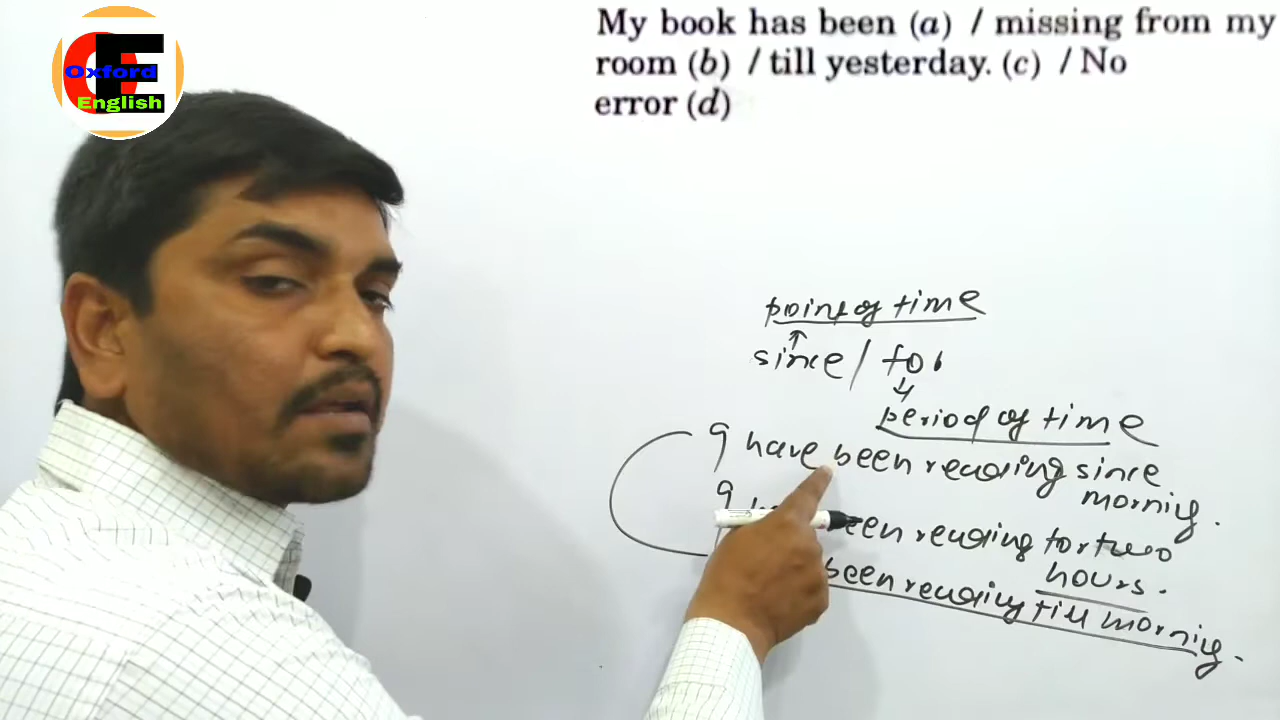 Oxford
English
My book has been (a) / missing from my
room (b) / till yesterday. (c) / No
error (d)
point of time
since / for
period of time
I have been reading since
morning.
I been reading for two
hours.
been reading till morning.